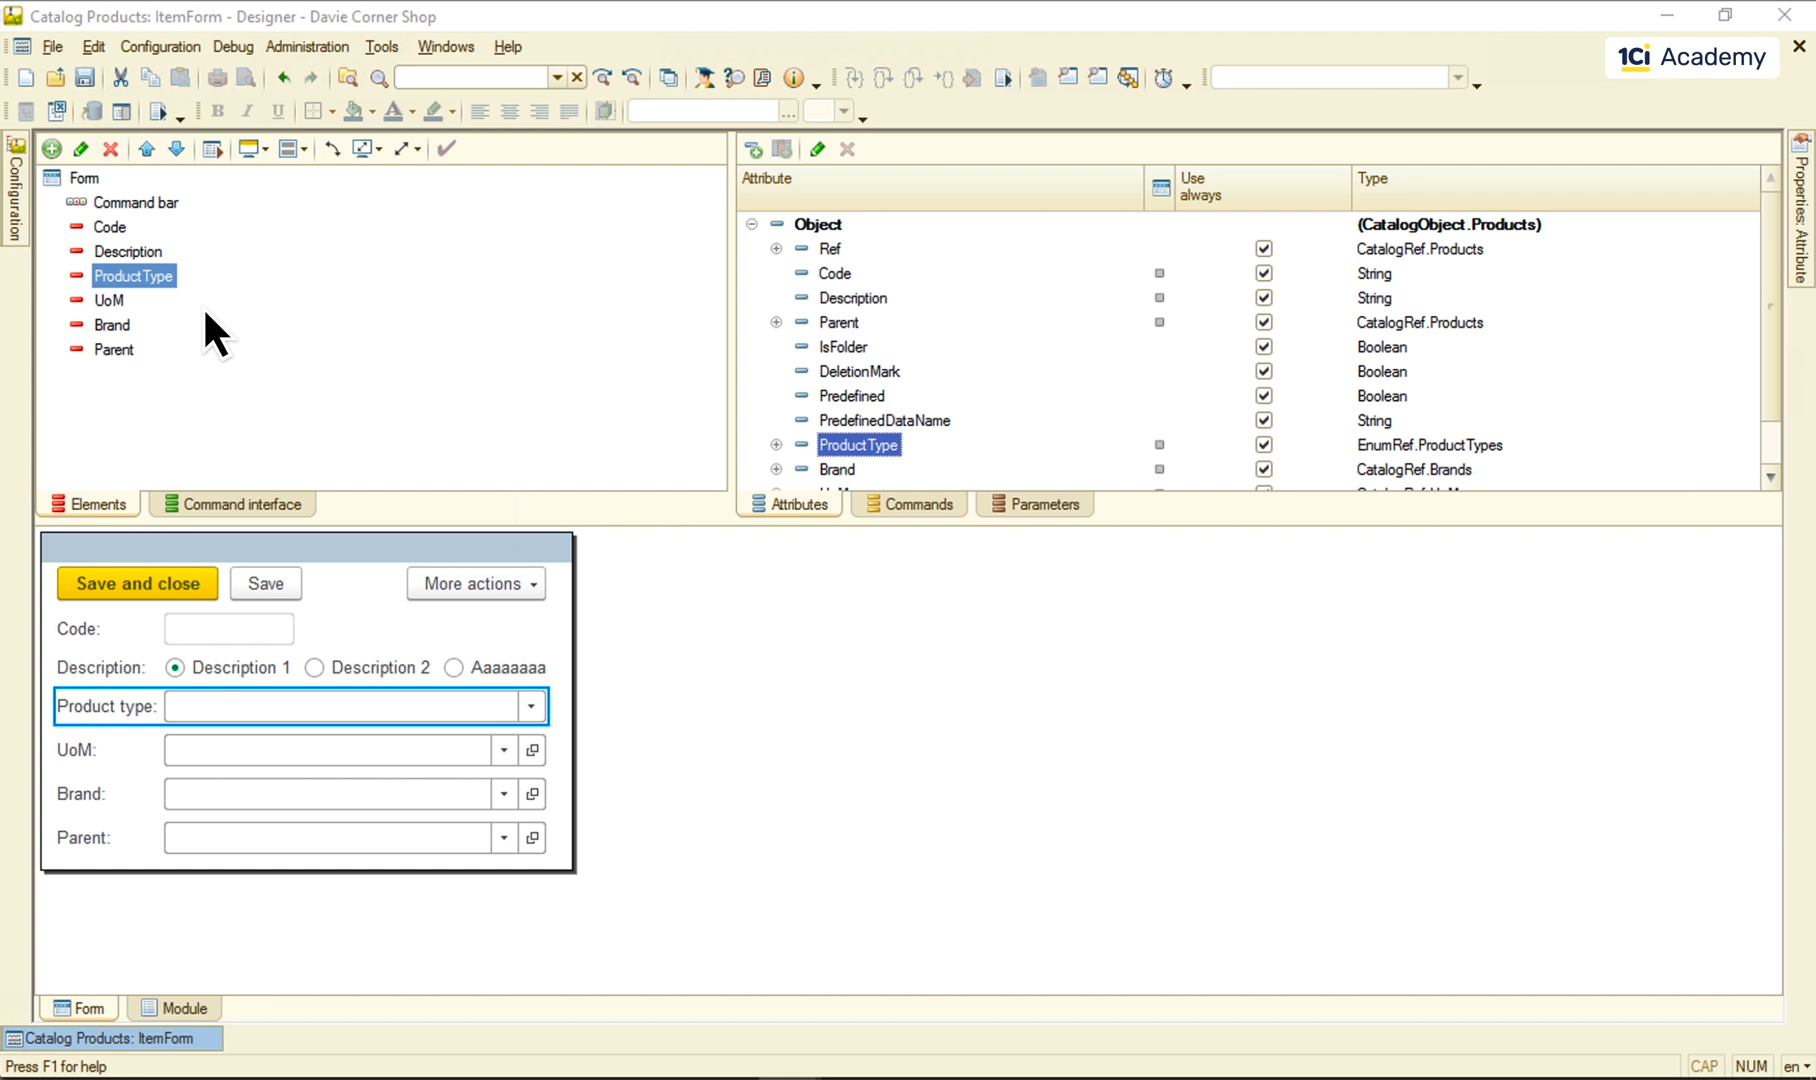 Catalog Products: ItemForm - Designer - Davie Corner Shop
File Edit Configuration Debug Administration Tools Windows Help
1Ci Academy
B I U
Configuration
Properties: Attribute
Form
Command bar
Code
Description
ProductType
UoM
Brand
Parent
Elements Command interface
Attribute Use always Type
Object (CatalogObject.Products)
Ref CatalogRef.Products
Code String
Description String
Parent CatalogRef.Products
IsFolder Boolean
DeletionMark Boolean
Predefined Boolean
PredefinedDataName String
ProductType EnumRef.ProductTypes
Brand CatalogRef.Brands
Attributes Commands Parameters
Save and close Save More actions
Code:
Description: Description 1 Description 2 Aaaaaaaa
Product type:
UoM:
Brand:
Parent:
Form Module
Catalog Products: ItemForm
Press F1 for help CAP NUM en